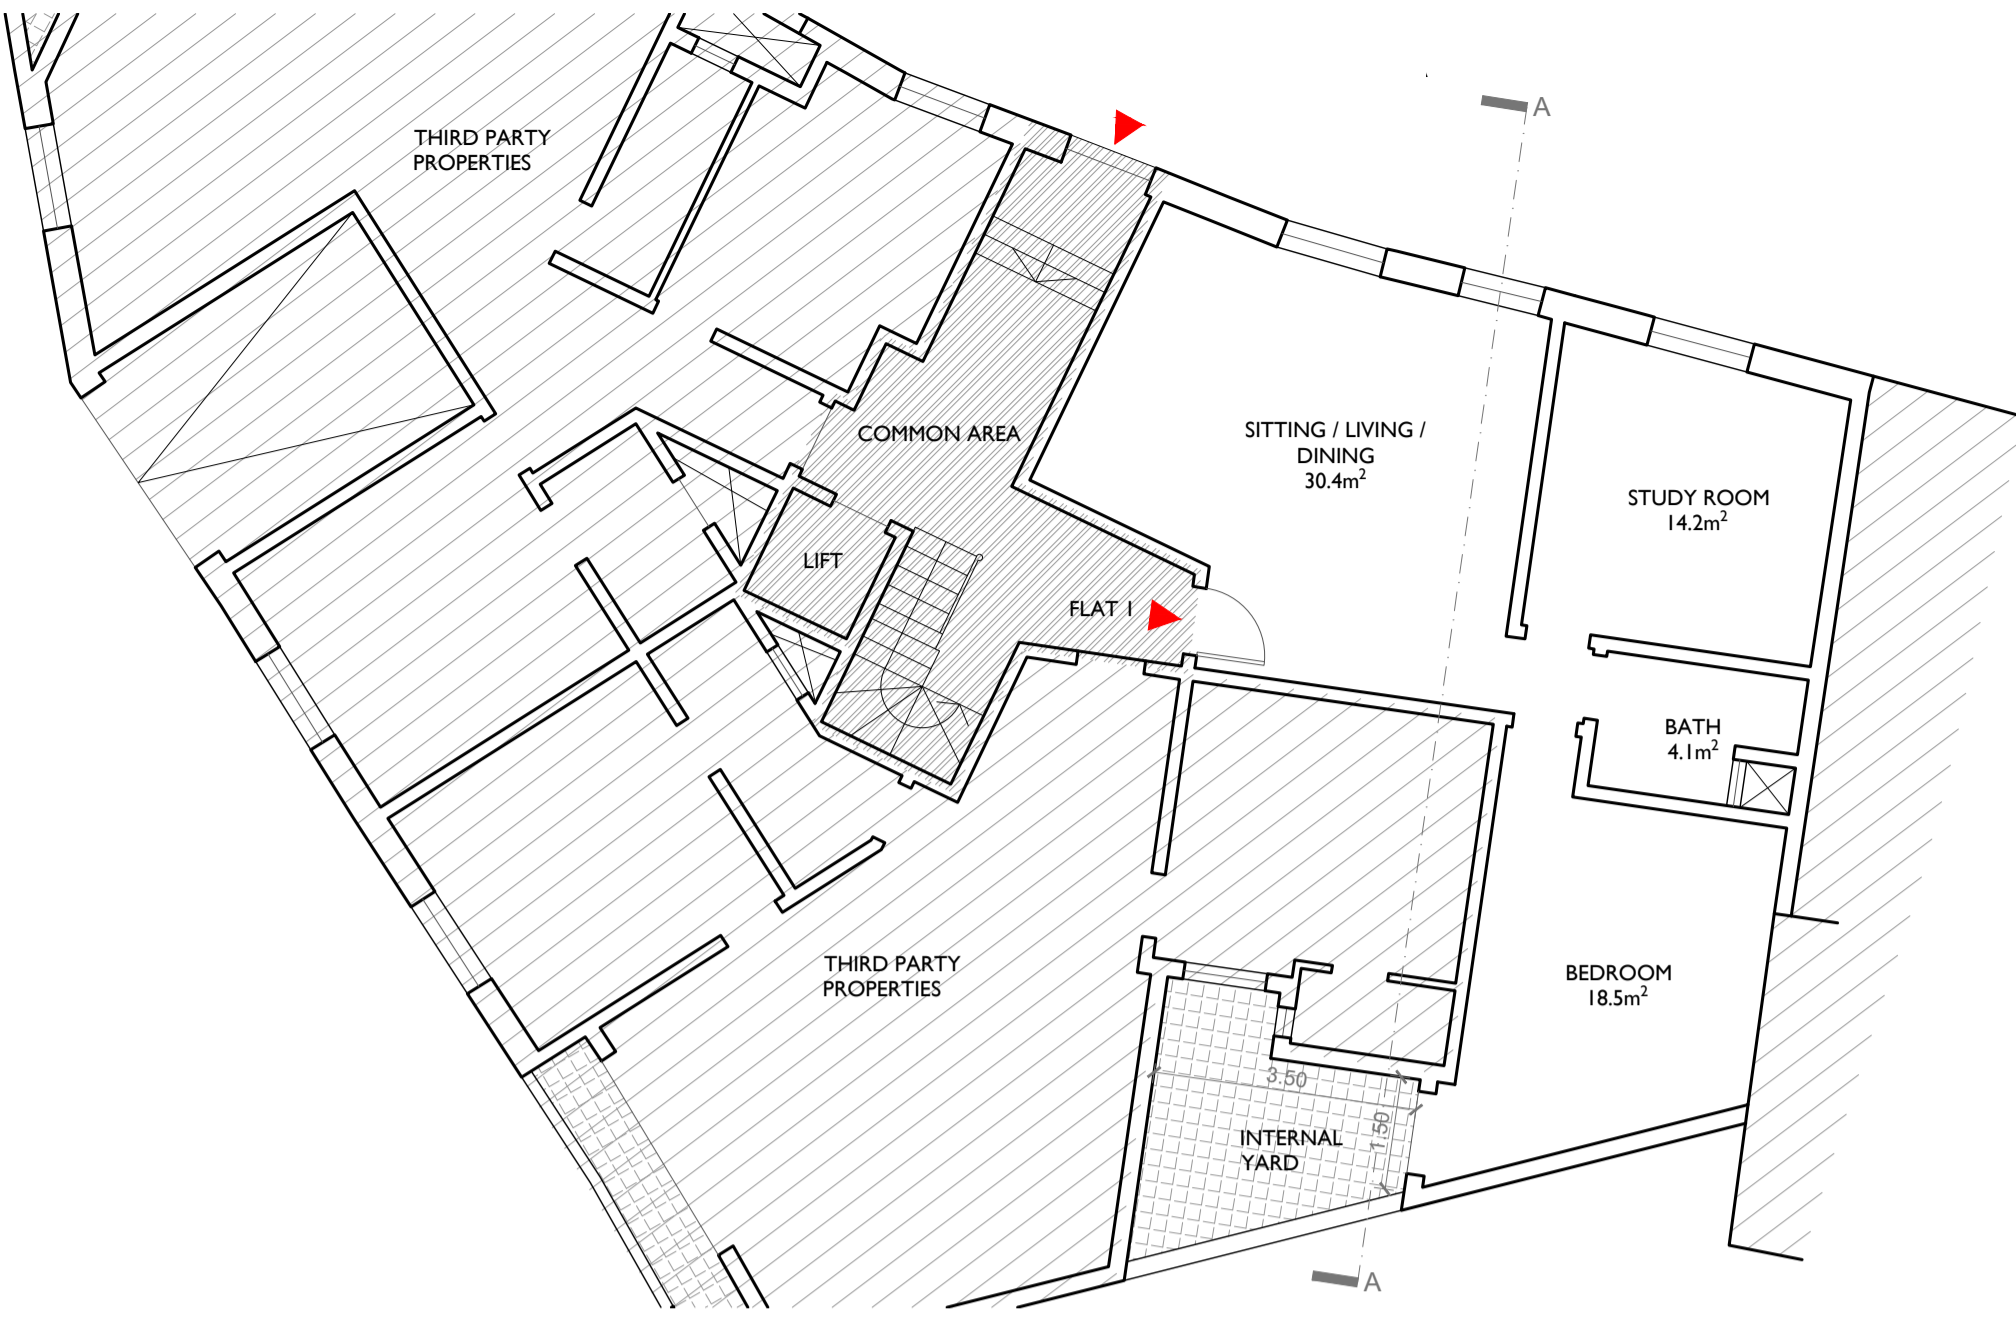 A
THIRD PARTY
PROPERTIES
COMMON AREA
SITTING / LIVING /
DINING
30.4m²
STUDY ROOM
14.2m²
LIFT
FLAT 1
BATH
4.1m²
THIRD PARTY
PROPERTIES
BEDROOM
18.5m²
3.50
1.50
INTERNAL
YARD
A